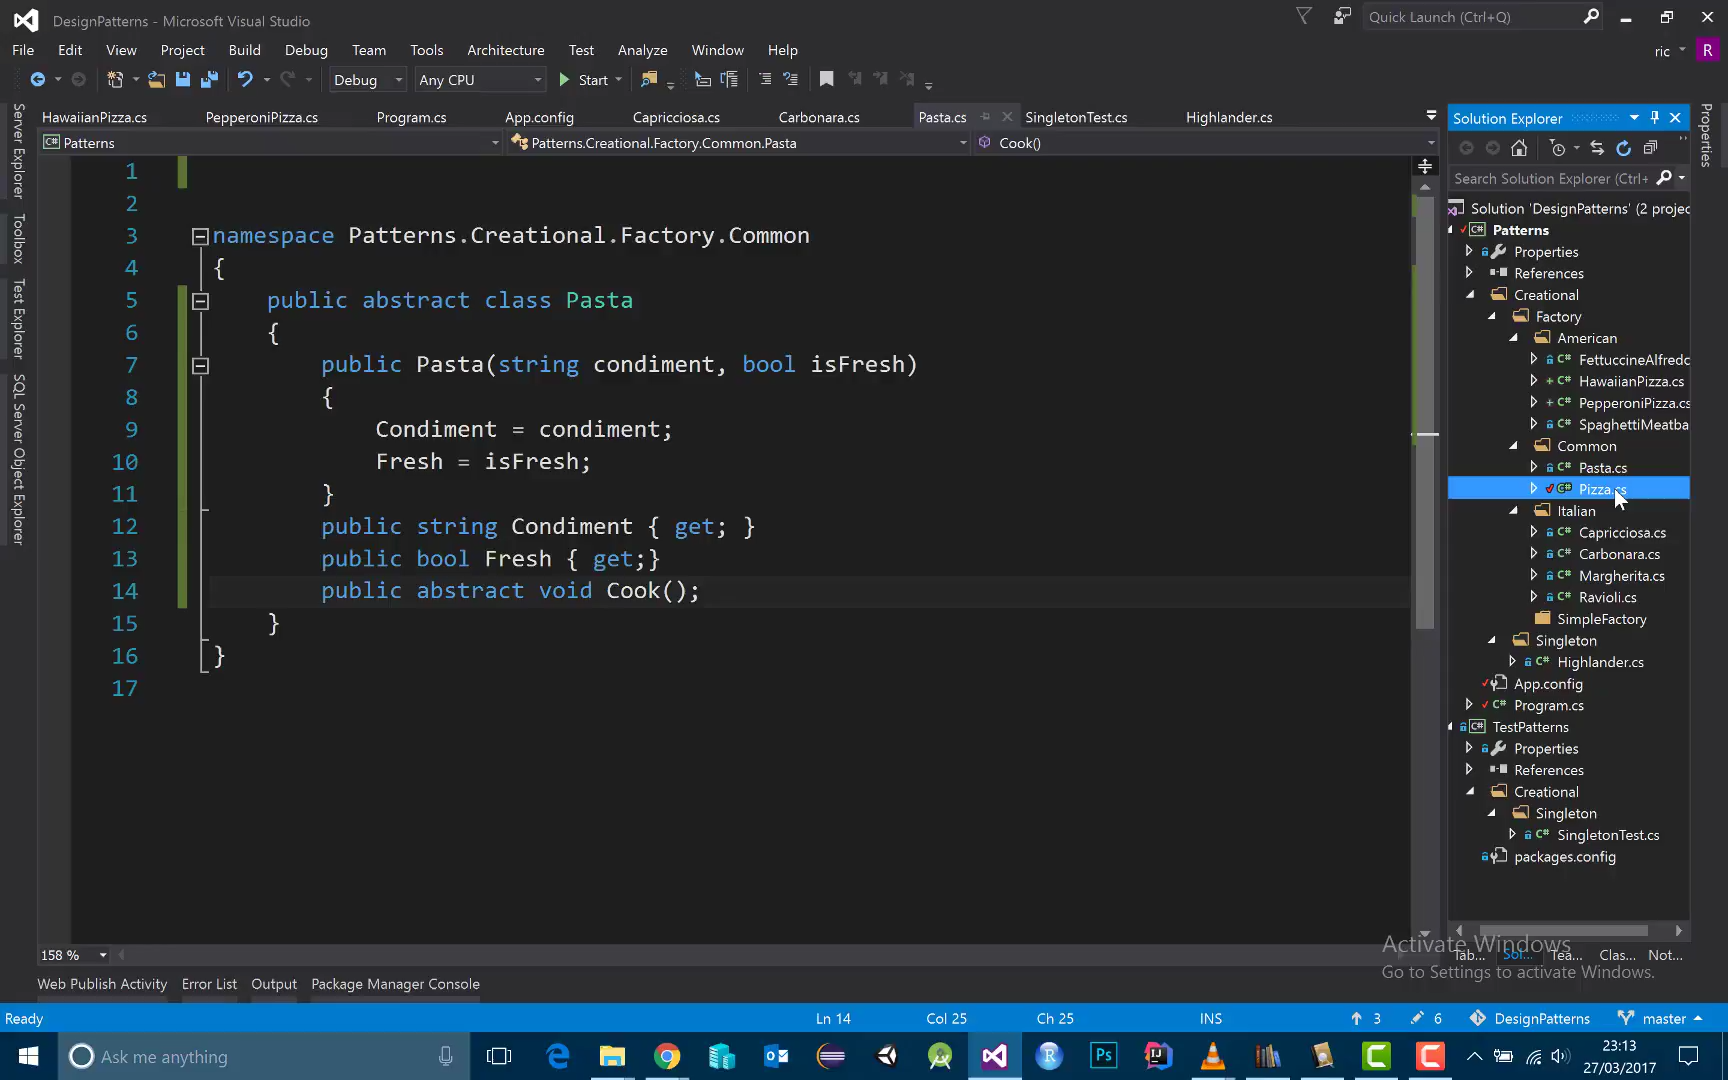 DesignPatterns - Microsoft Visual Studio
Quick Launch (Ctrl+Q)
File Edit View Project Build Debug Team Tools Architecture Test Analyze Window Help
ric R
Debug Any CPU Start
HawaiianPizza.cs PepperoniPizza.cs Program.cs App.config Capricciosa.cs Carbonara.cs Pasta.cs SingletonTest.cs Highlander.cs
Patterns Patterns.Creational.Factory.Common.Pasta Cook()
Server Explorer
Toolbox
Test Explorer
SQL Server Object Explorer
1
2
3 namespace Patterns.Creational.Factory.Common
4 {
5 public abstract class Pasta
6 {
7 public Pasta(string condiment, bool isFresh)
8 {
9 Condiment = condiment;
10 Fresh = isFresh;
11 }
12 public string Condiment { get; }
13 public bool Fresh { get;}
14 public abstract void Cook();
15 }
16 }
17
158 %
Solution Explorer
Properties
Search Solution Explorer (Ctrl+
Solution 'DesignPatterns' (2 projec
Patterns
Properties
References
Creational
Factory
American
FettuccineAlfredo
HawaiianPizza.cs
PepperoniPizza.cs
SpaghettiMeatba
Common
Pasta.cs
Pizza.cs
Italian
Capricciosa.cs
Carbonara.cs
Margherita.cs
Ravioli.cs
SimpleFactory
Singleton
Highlander.cs
App.config
Program.cs
TestPatterns
Properties
References
Creational
Singleton
SingletonTest.cs
packages.config
Activate Windows
Go to Settings to activate Windows.
Tab... Sol... Tea... Clas... Not...
Web Publish Activity Error List Output Package Manager Console
Ready Ln 14 Col 25 Ch 25 INS 3 6 DesignPatterns master
Ask me anything
23:13
27/03/2017